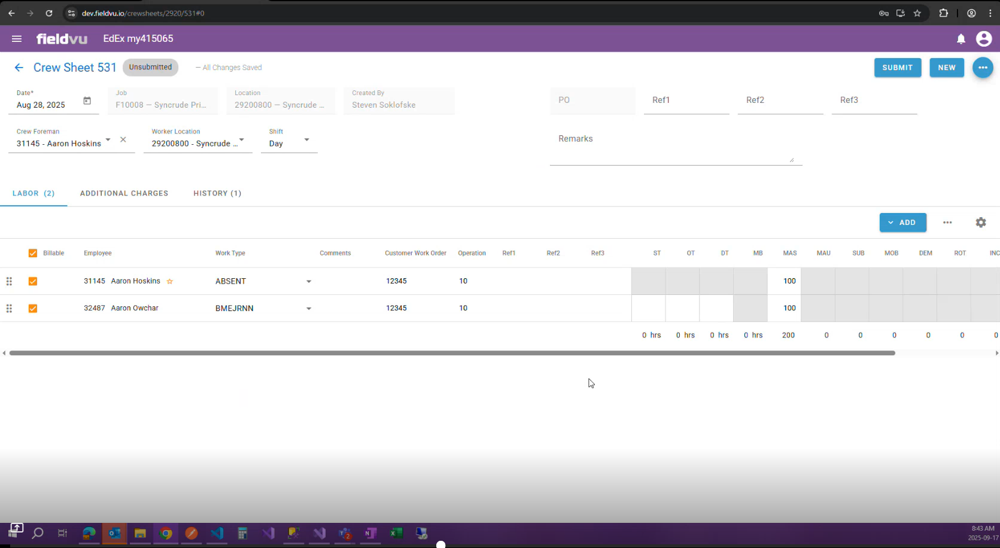 dev.fieldvu.io/crewsheets/2920/531#0
fieldvu EdEx my415065
Crew Sheet 531 Unsubmitted — All Changes Saved SUBMIT NEW
Date* Job Location Created By
Aug 28, 2025 F10008 — Syncrude Pri... 29200800 — Syncrude ... Steven Soklofske PO Ref1 Ref2 Ref3
Crew Foreman Worker Location Shift
31145 - Aaron Hoskins 29200800 - Syncrude ... Day Remarks
LABOR (2) ADDITIONAL CHARGES HISTORY (1)
ADD
Billable Employee Work Type Comments Customer Work Order Operation Ref1 Ref2 Ref3 ST OT DT MB MAS MAU SUB MOB DEM ROT INC
31145 Aaron Hoskins ABSENT 12345 10 100
32487 Aaron Owchar BMEJRNN 12345 10 100
0 hrs 0 hrs 0 hrs 0 hrs 200 0 0 0 0 0 0
8:43 AM
2025-09-17